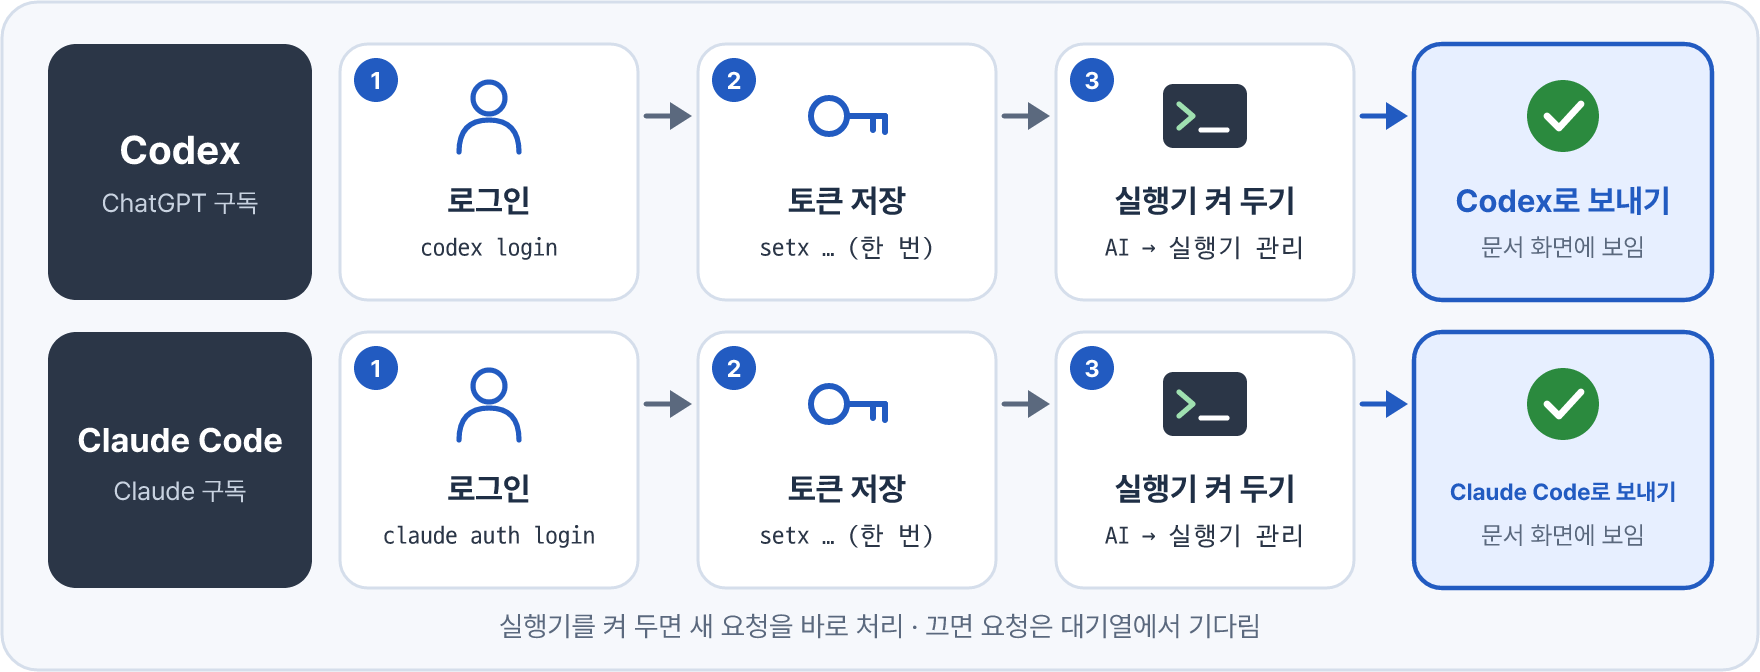 Codex
ChatGPT 구독
1
로그인
codex login
2
토큰 저장
setx … (한 번)
3
실행기 켜 두기
AI → 실행기 관리
Codex로 보내기
문서 화면에 보임
Claude Code
Claude 구독
1
로그인
claude auth login
2
토큰 저장
setx … (한 번)
3
실행기 켜 두기
AI → 실행기 관리
Claude Code로 보내기
문서 화면에 보임
실행기를 켜 두면 새 요청을 바로 처리 · 끄면 요청은 대기열에서 기다림